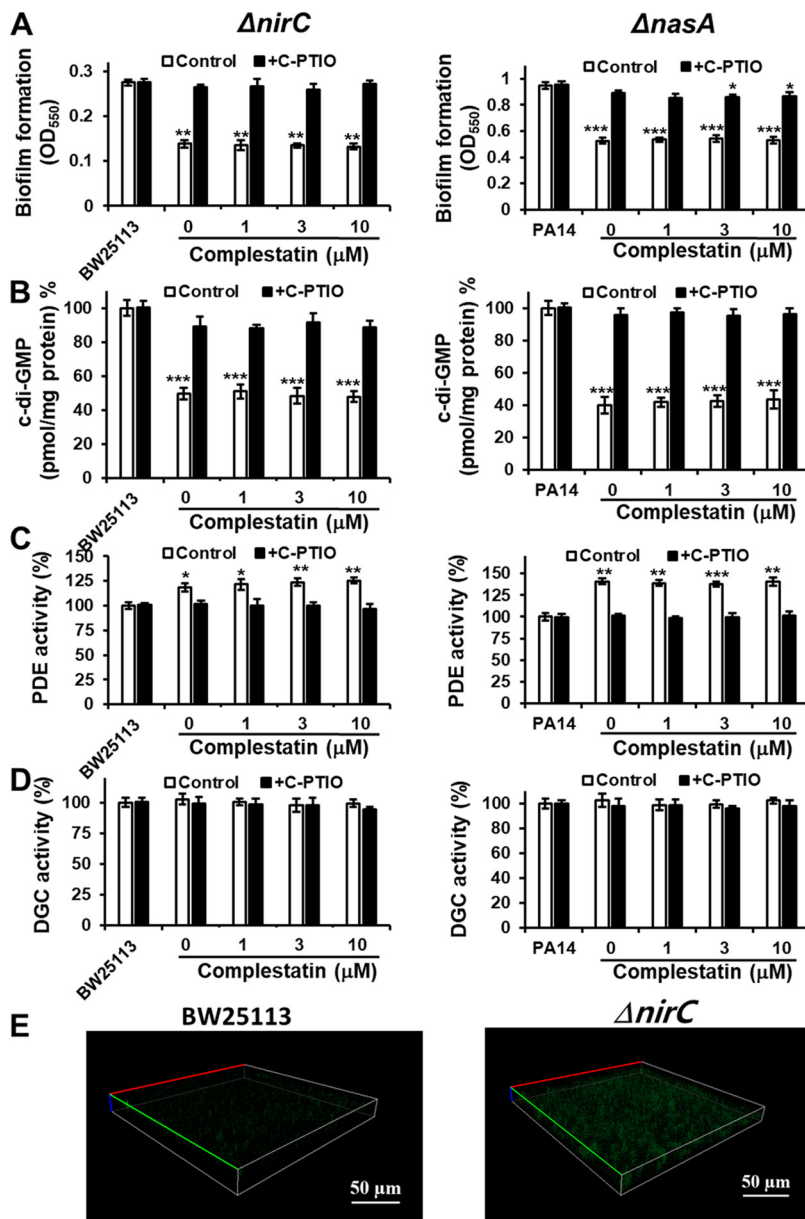 A
ΔnirC
ΔnasA
Control +C-PTIO
Control +C-PTIO
Biofilm formation
(OD550)
0.3
0.2
0.1
0
** ** ** **
BW25113
0 1 3 10
Complestatin (μM)
Biofilm formation
(OD550)
1
0.8
0.6
0.4
0.2
0
*** *** *** * *** *
PA14
0 1 3 10
Complestatin (μM)
B
Control +C-PTIO
Control +C-PTIO
c-di-GMP
(pmol/mg protein) %
100
80
60
40
20
0
*** *** *** ***
BW25113
0 1 3 10
Complestatin (μM)
c-di-GMP
(pmol/mg protein) %
100
80
60
40
20
0
*** *** *** ***
PA14
0 1 3 10
Complestatin (μM)
C
Control +C-PTIO
Control +C-PTIO
PDE activity (%)
150
125
100
75
50
25
0
* * ** **
BW25113
0 1 3 10
Complestatin (μM)
PDE activity (%)
150
100
50
0
** ** *** **
PA14
0 1 3 10
Complestatin (μM)
D
Control +C-PTIO
Control +C-PTIO
DGC activity (%)
100
75
50
25
0
BW25113
0 1 3 10
Complestatin (μM)
DGC activity (%)
100
80
60
40
20
0
PA14
0 1 3 10
Complestatin (μM)
E
BW25113
ΔnirC
50 μm
50 μm